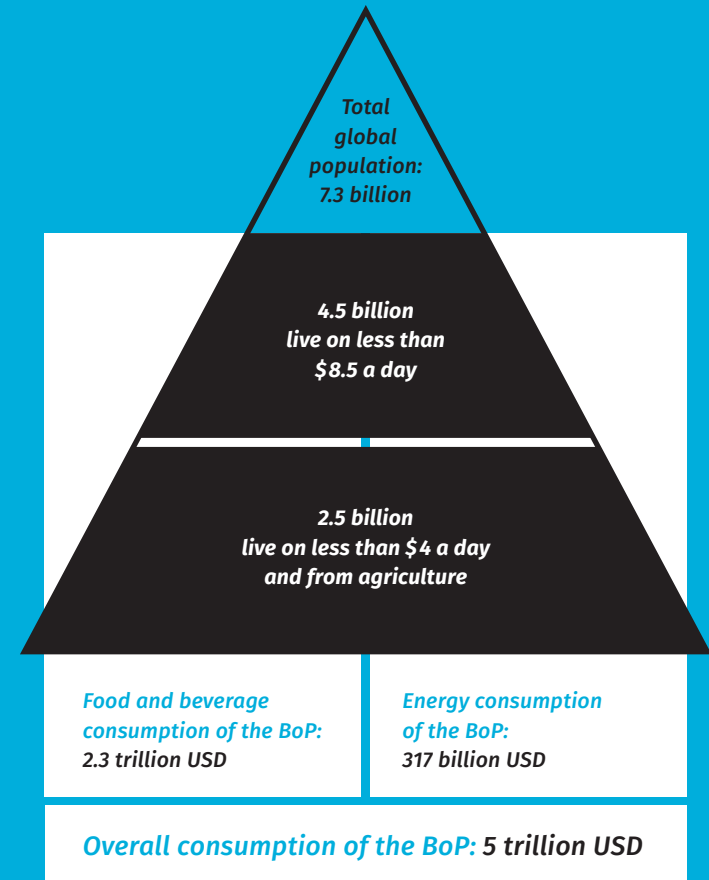 Total
global
population:
7.3 billion
4.5 billion
live on less than
$8.5 a day
2.5 billion
live on less than $4 a day
and from agriculture
Food and beverage
consumption of the BoP:
2.3 trillion USD
Energy consumption
of the BoP:
317 billion USD
Overall consumption of the BoP: 5 trillion USD